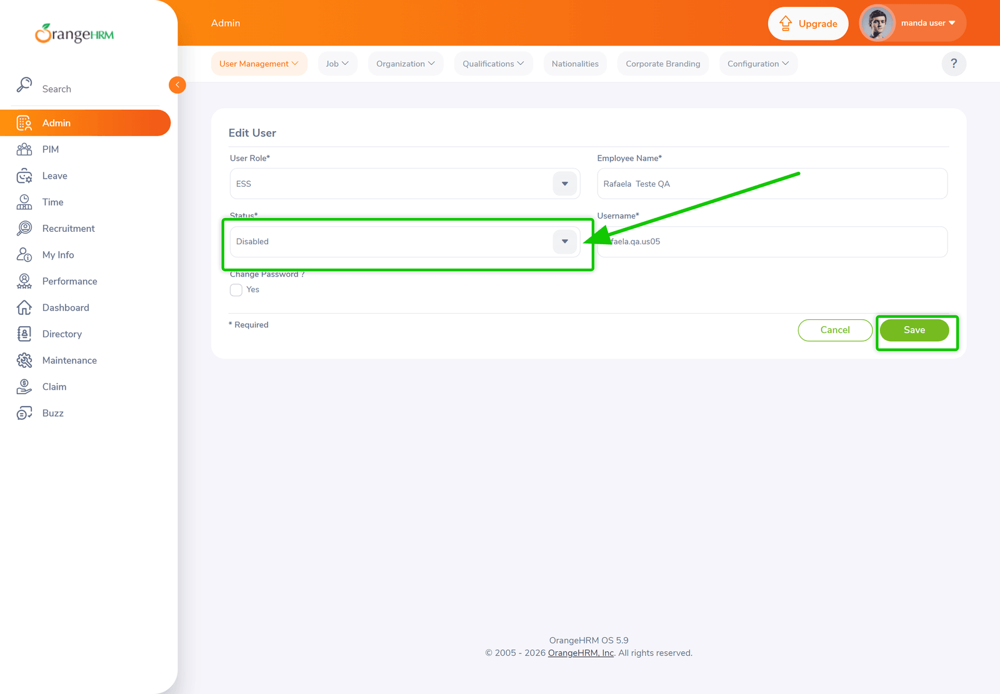 OrangeHRM
Admin
Upgrade
manda user
User Management
Job
Organization
Qualifications
Nationalities
Corporate Branding
Configuration
?
Search
Admin
PIM
Leave
Time
Recruitment
My Info
Performance
Dashboard
Directory
Maintenance
Claim
Buzz
Edit User
User Role*
Employee Name*
ESS
Rafaela Teste QA
Status*
Username*
Disabled
faela.qa.us05
Change Password ?
Yes
* Required
Cancel
Save
OrangeHRM OS 5.9
© 2005 - 2026 OrangeHRM, Inc. All rights reserved.